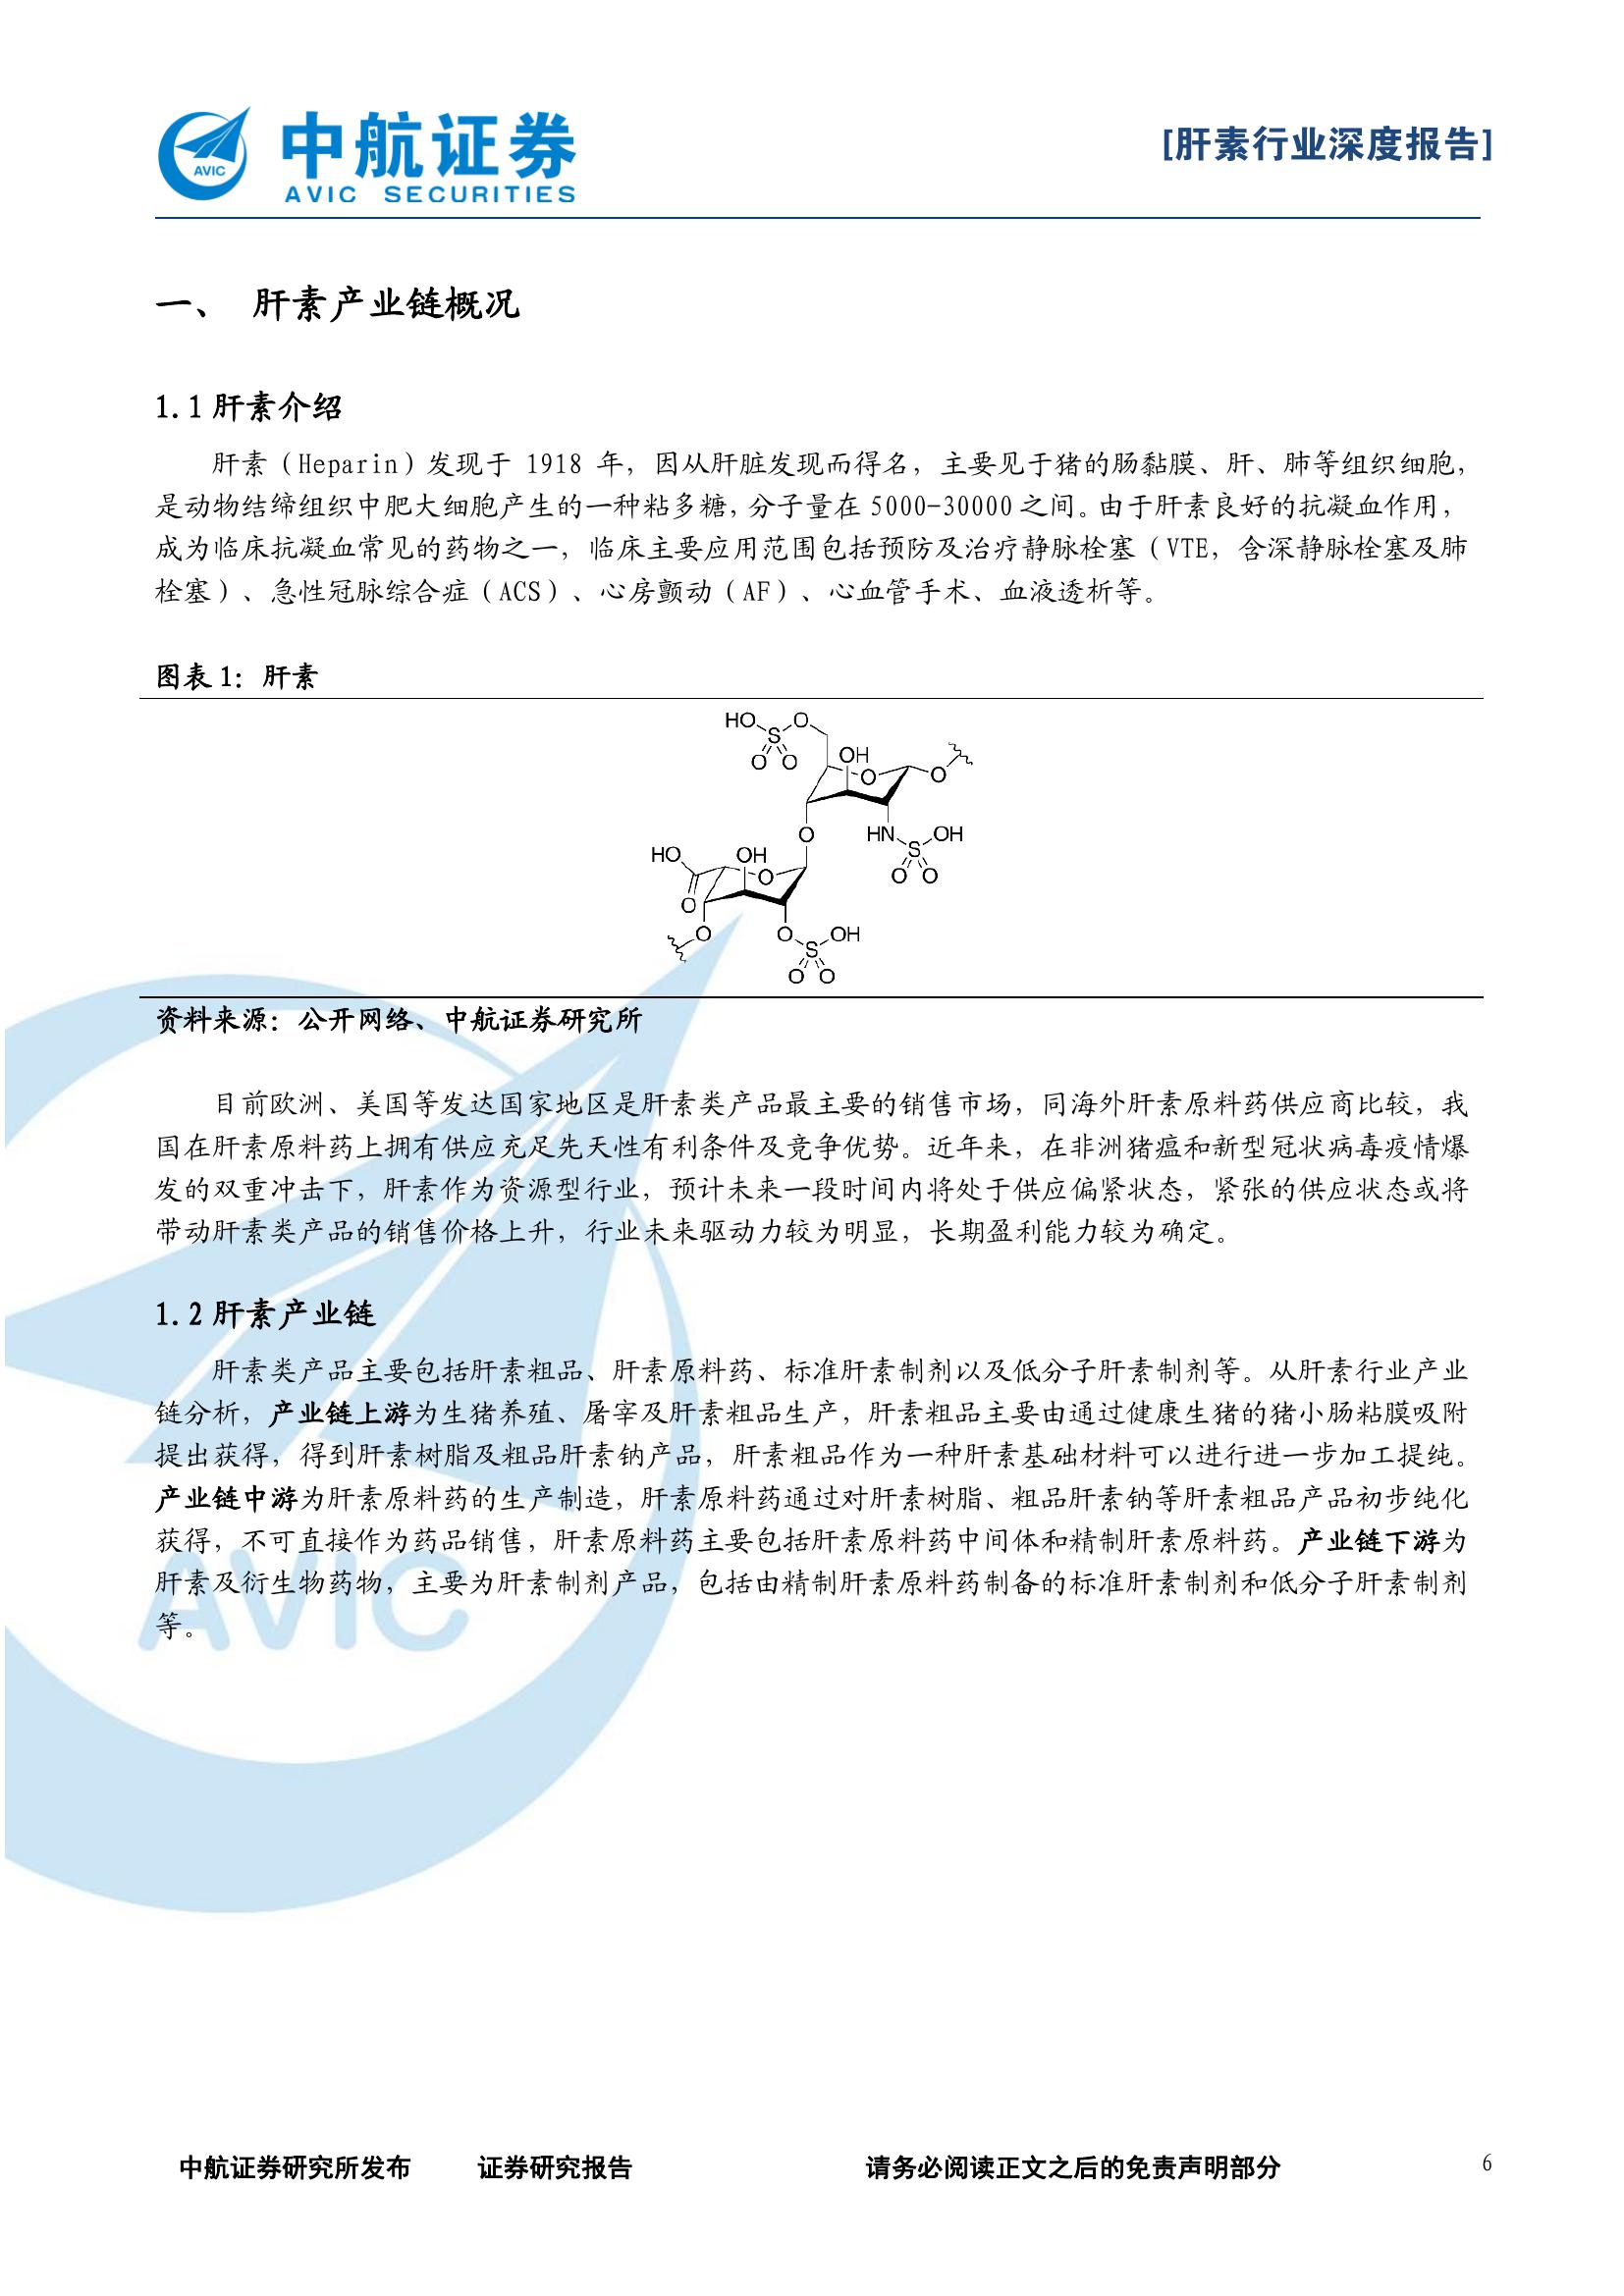 中航证券
AVIC SECURITIES
AVIC
[肝素行业深度报告]
一、 肝素产业链概况
1.1 肝素介绍
肝素（Heparin）发现于 1918 年，因从肝脏发现而得名，主要见于猪的肠黏膜、肝、肺等组织细胞，
是动物结缔组织中肥大细胞产生的一种粘多糖，分子量在 5000-30000 之间。由于肝素良好的抗凝血作用，
成为临床抗凝血常见的药物之一，临床主要应用范围包括预防及治疗静脉栓塞（VTE，含深静脉栓塞及肺
栓塞）、急性冠脉综合症（ACS）、心房颤动（AF）、心血管手术、血液透析等。
图表 1：肝素
HO O
S
O O
OH
O
O
O
HN OH
S
O O
HO OH
O
O
O
O OH
S
O O
资料来源：公开网络、中航证券研究所
目前欧洲、美国等发达国家地区是肝素类产品最主要的销售市场，同海外肝素原料药供应商比较，我
国在肝素原料药上拥有供应充足先天性有利条件及竞争优势。近年来，在非洲猪瘟和新型冠状病毒疫情爆
发的双重冲击下，肝素作为资源型行业，预计未来一段时间内将处于供应偏紧状态，紧张的供应状态或将
带动肝素类产品的销售价格上升，行业未来驱动力较为明显，长期盈利能力较为确定。
1.2 肝素产业链
肝素类产品主要包括肝素粗品、肝素原料药、标准肝素制剂以及低分子肝素制剂等。从肝素行业产业
链分析，产业链上游为生猪养殖、屠宰及肝素粗品生产，肝素粗品主要由通过健康生猪的猪小肠粘膜吸附
提出获得，得到肝素树脂及粗品肝素钠产品，肝素粗品作为一种肝素基础材料可以进行进一步加工提纯。
产业链中游为肝素原料药的生产制造，肝素原料药通过对肝素树脂、粗品肝素钠等肝素粗品产品初步纯化
获得，不可直接作为药品销售，肝素原料药主要包括肝素原料药中间体和精制肝素原料药。产业链下游为
肝素及衍生物药物，主要为肝素制剂产品，包括由精制肝素原料药制备的标准肝素制剂和低分子肝素制剂
等。
AVIC
中航证券研究所发布 证券研究报告 请务必阅读正文之后的免责声明部分 6